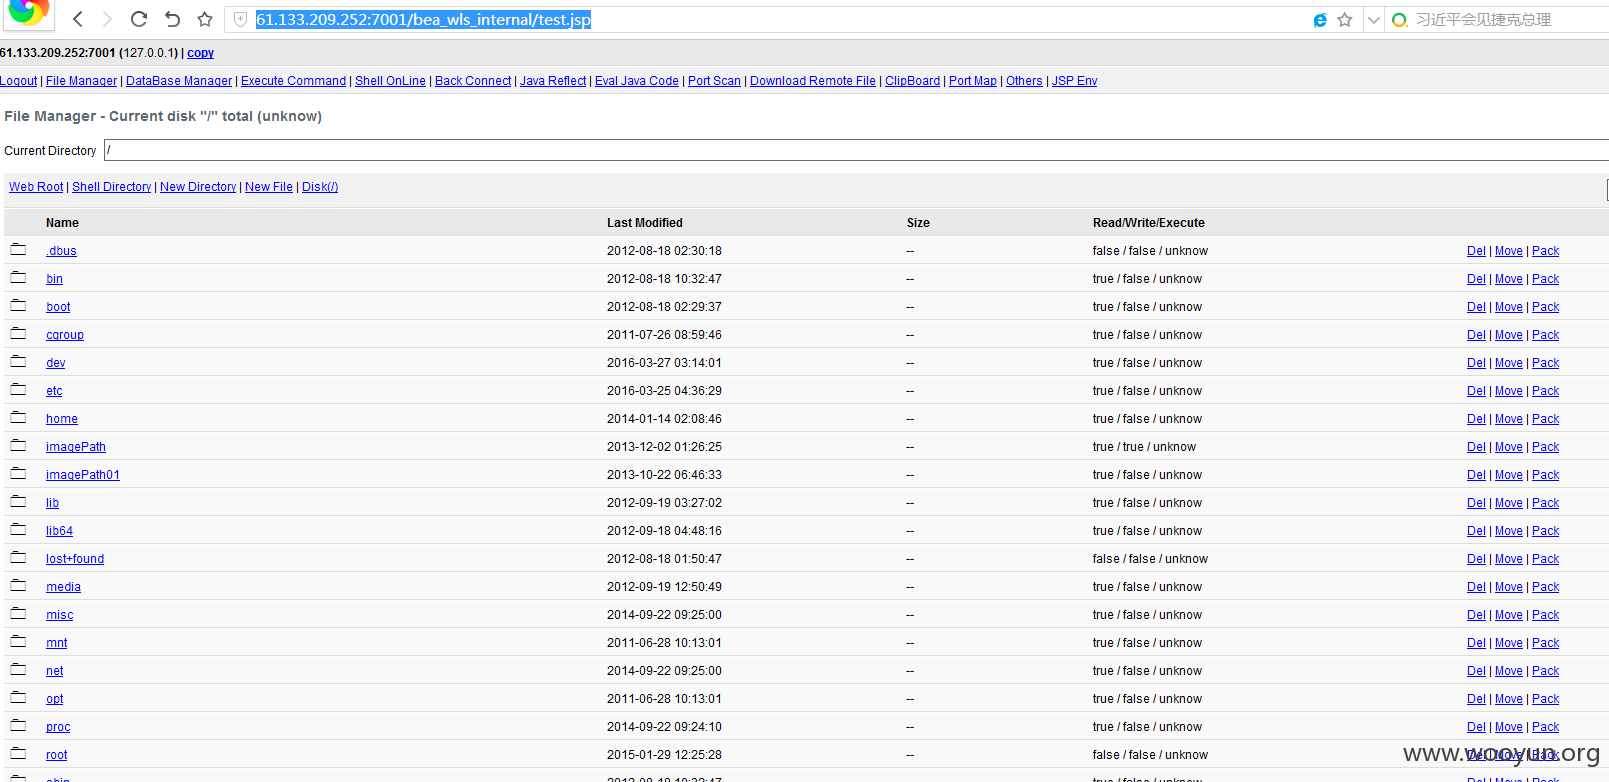 61.133.209.252:7001/bea_wls_internal/test.jsp
习近平会见捷克总理
61.133.209.252:7001 (127.0.0.1) | copy
Logout | File Manager | DataBase Manager | Execute Command | Shell OnLine | Back Connect | Java Reflect | Eval Java Code | Port Scan | Download Remote File | ClipBoard | Port Map | Others | JSP Env
File Manager - Current disk "/" total (unknow)
Current Directory /
Web Root | Shell Directory | New Directory | New File | Disk(/)
Name Last Modified Size Read/Write/Execute
.dbus 2012-08-18 02:30:18 -- false / false / unknow Del | Move | Pack
bin 2012-08-18 10:32:47 -- true / false / unknow Del | Move | Pack
boot 2012-08-18 02:29:37 -- true / false / unknow Del | Move | Pack
cgroup 2011-07-26 08:59:46 -- true / false / unknow Del | Move | Pack
dev 2016-03-27 03:14:01 -- true / false / unknow Del | Move | Pack
etc 2016-03-25 04:36:29 -- true / false / unknow Del | Move | Pack
home 2014-01-14 02:08:46 -- true / false / unknow Del | Move | Pack
imagePath 2013-12-02 01:26:25 -- true / true / unknow Del | Move | Pack
imagePath01 2013-10-22 06:46:33 -- true / false / unknow Del | Move | Pack
lib 2012-09-19 03:27:02 -- true / false / unknow Del | Move | Pack
lib64 2012-09-18 04:48:16 -- true / false / unknow Del | Move | Pack
lost+found 2012-08-18 01:50:47 -- false / false / unknow Del | Move | Pack
media 2012-09-19 12:50:49 -- true / false / unknow Del | Move | Pack
misc 2014-09-22 09:25:00 -- true / false / unknow Del | Move | Pack
mnt 2011-06-28 10:13:01 -- true / false / unknow Del | Move | Pack
net 2014-09-22 09:25:00 -- true / false / unknow Del | Move | Pack
opt 2011-06-28 10:13:01 -- true / false / unknow Del | Move | Pack
proc 2014-09-22 09:24:10 -- true / false / unknow Del | Move | Pack
root 2015-01-29 12:25:28 -- false / false / unknow Del | Move | Pack
www.wooyun.org